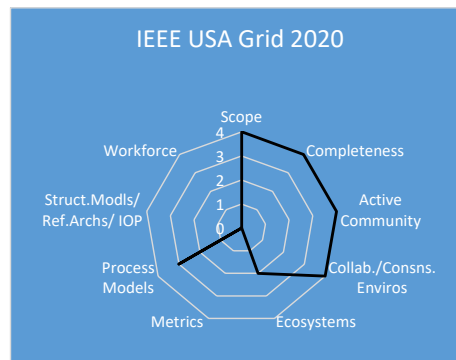 IEEE USA Grid 2020
Scope
Completeness
Active
Community
Collab./Consns.
Enviros
Ecosystems
Metrics
Process
Models
Struct.Modls/
Ref.Archs/ IOP
Workforce
4
3
2
1
0